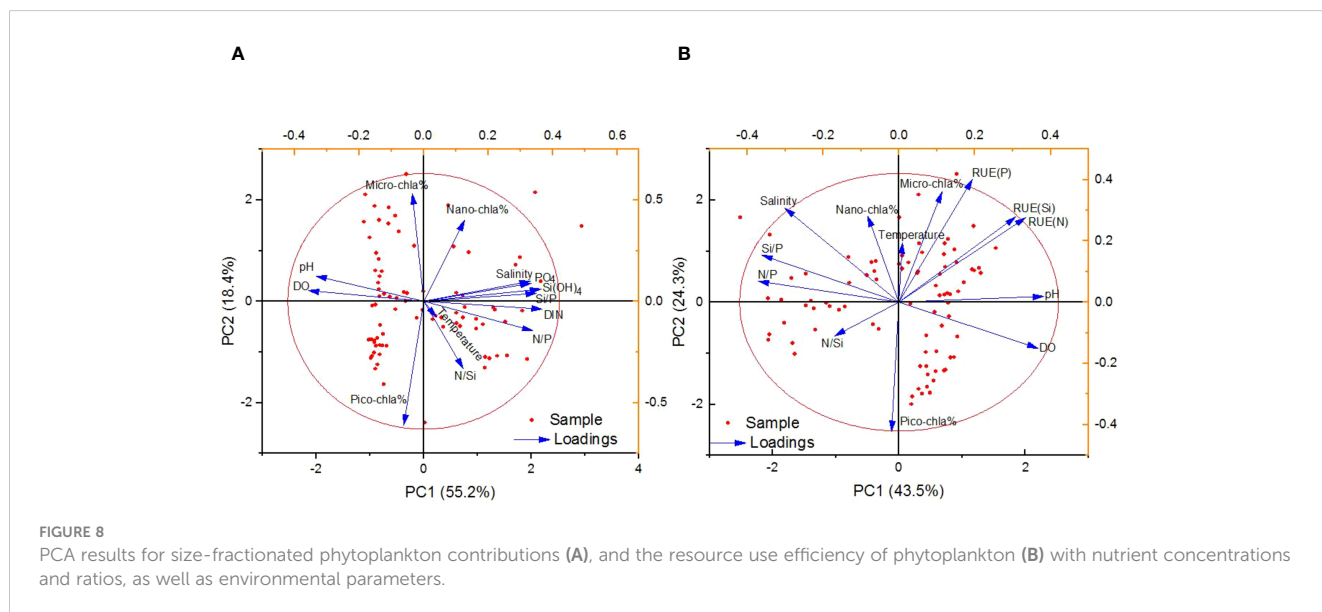 A
B
-0.4 -0.2 0.0 0.2 0.4 0.6
-0.4 -0.2 0.0 0.2 0.4
2
0
-2
0.5
0.0
-0.5
2
0
-2
0.4
0.2
0.0
-0.2
-0.4
PC2 (18.4%)
Micro-chla%
Nano-chla%
pH
DO
Salinity
PO4
Si(OH)4
Si/P
DIN
N/P
Temperature
N/Si
Pico-chla%
Sample
Loadings
-2 0 2 4
PC1 (55.2%)
PC2 (24.3%)
RUE(P)
Micro-chla%
Salinity
Nano-chla%
RUE(Si)
RUE(N)
Temperature
Si/P
N/P
pH
N/Si
DO
Pico-chla%
Sample
Loadings
-2 0 2
PC1 (43.5%)
FIGURE 8
PCA results for size-fractionated phytoplankton contributions (A), and the resource use efficiency of phytoplankton (B) with nutrient concentrations
and ratios, as well as environmental parameters.